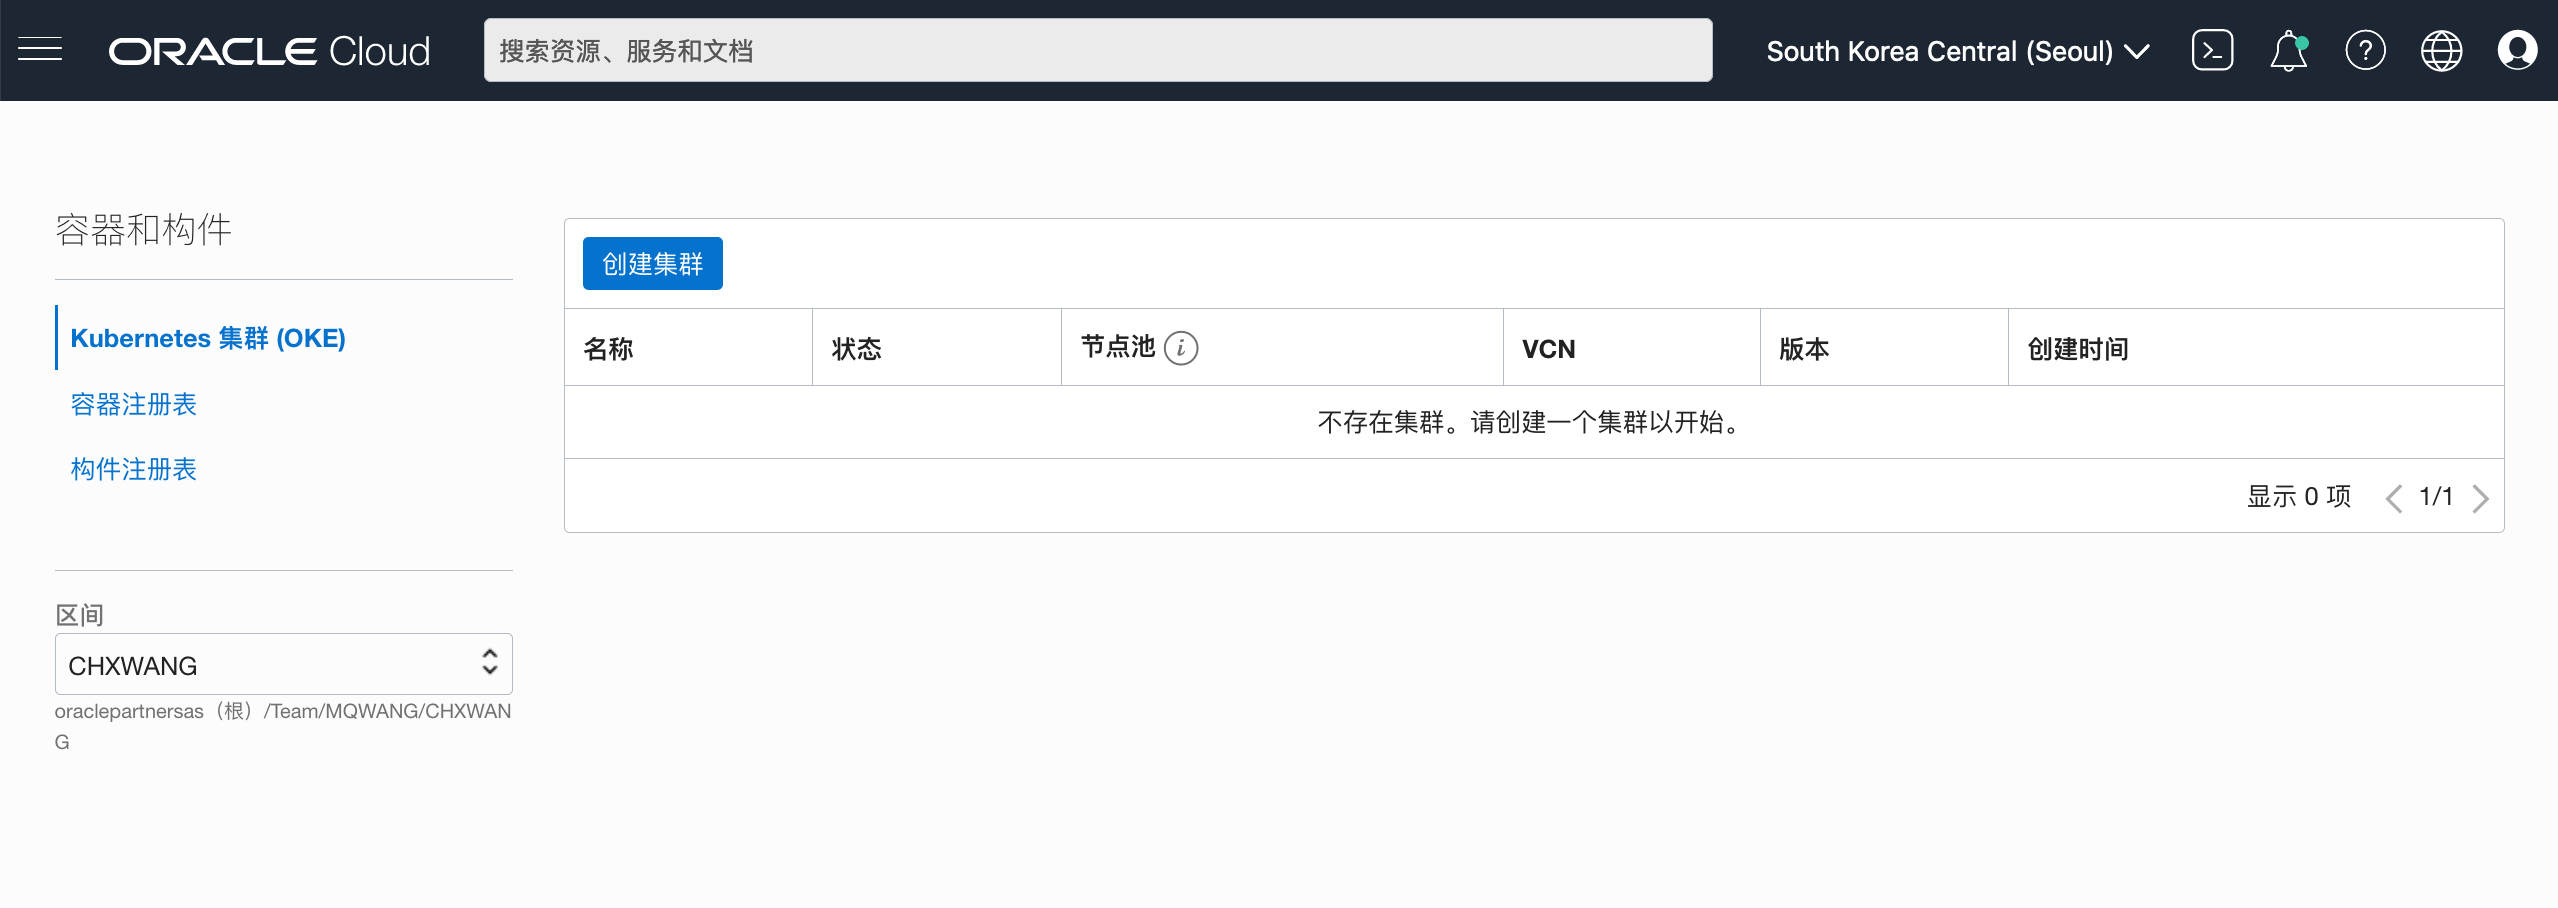 ORACLE Cloud
搜索资源、服务和文档
South Korea Central (Seoul)
容器和构件
Kubernetes 集群 (OKE)
容器注册表
构件注册表
区间
CHXWANG
oraclepartnersas（根）/Team/MQWANG/CHXWAN
G
创建集群
名称 状态 节点池 i VCN 版本 创建时间
不存在集群。请创建一个集群以开始。
显示 0 项 1/1